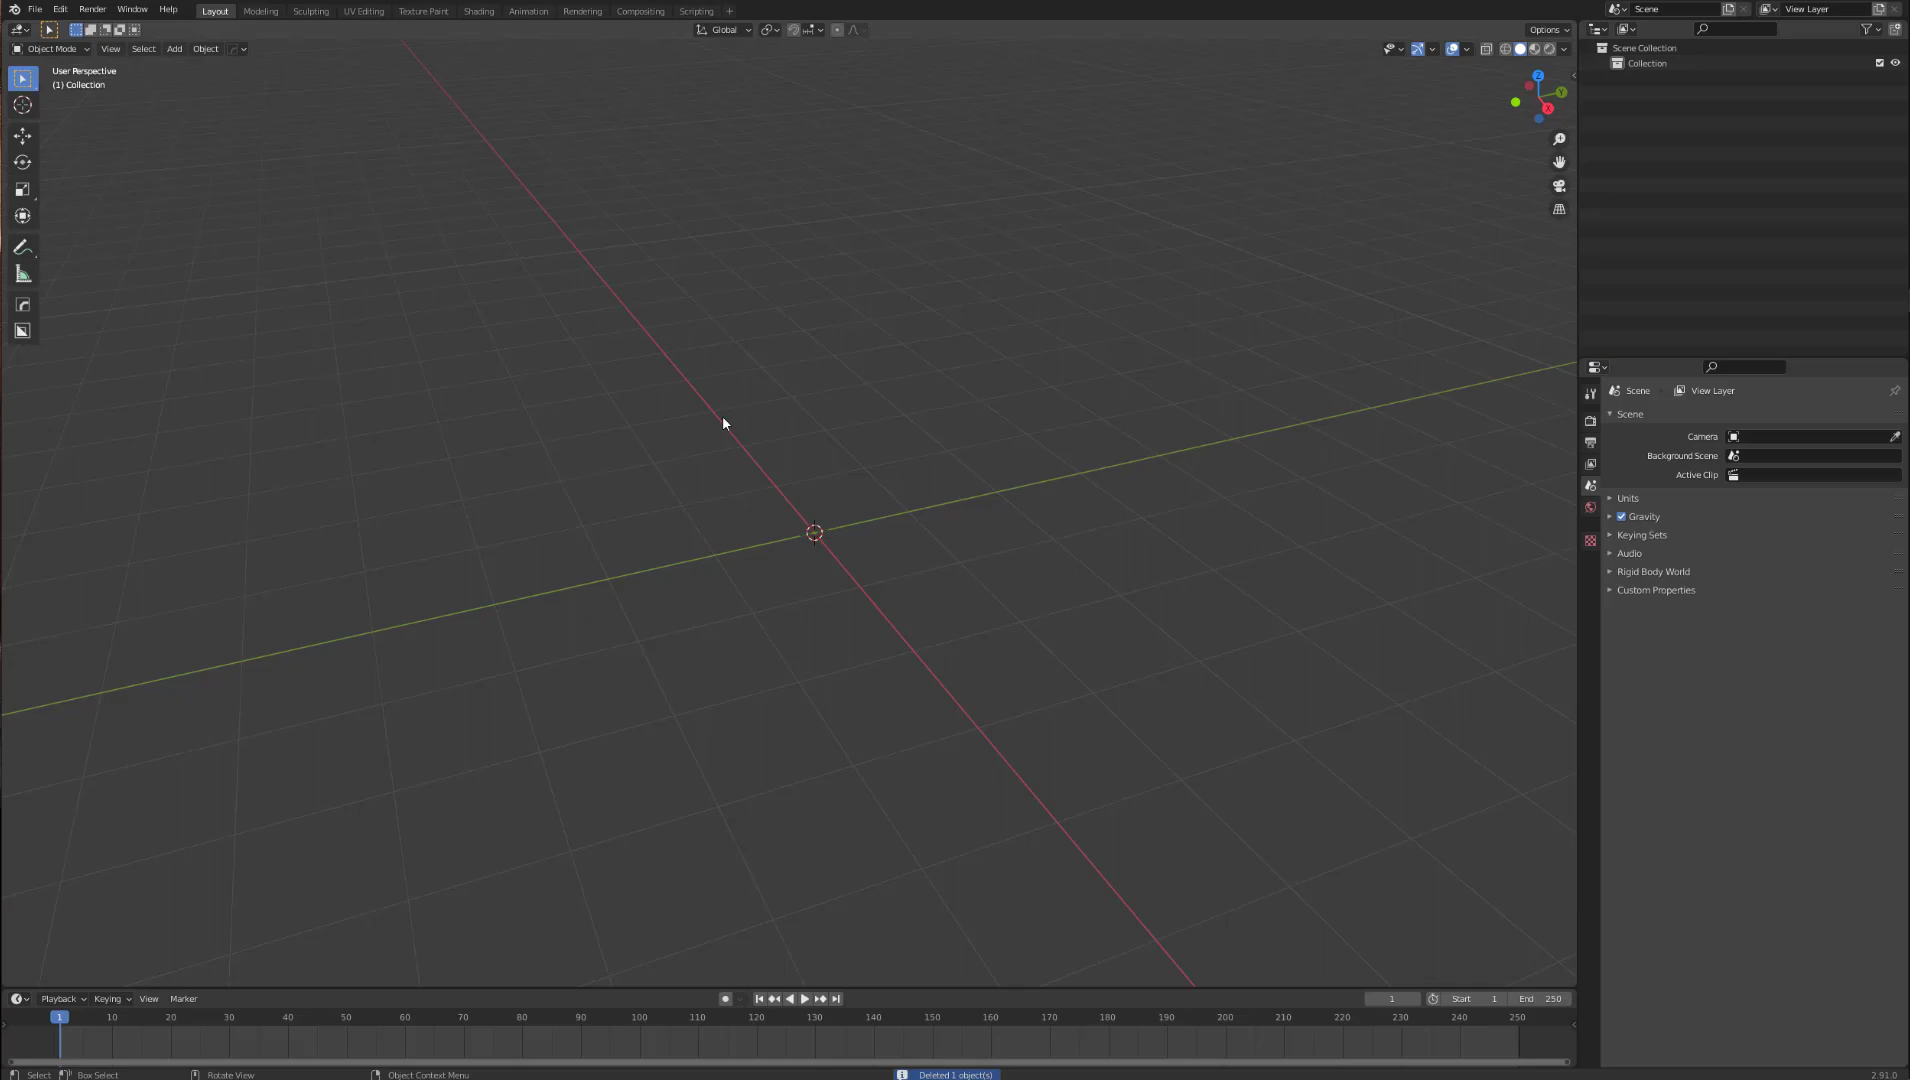 File Edit Render Window Help Layout Modeling Sculpting UV Editing Texture Paint Shading Animation Rendering Compositing Scripting + Scene View Layer
Global Options
Object Mode View Select Add Object
User Perspective
(1) Collection
Z
Y
X
Scene Collection
Collection
Scene View Layer
Scene
Camera
Background Scene
Active Clip
Units
Gravity
Keying Sets
Audio
Rigid Body World
Custom Properties
Playback Keying View Marker 1 Start 1 End 250
1 10 20 30 40 50 60 70 80 90 100 110 120 130 140 150 160 170 180 190 200 210 220 230 240 250
Select Box Select Rotate View Object Context Menu Deleted 1 object(s) 2.91.0